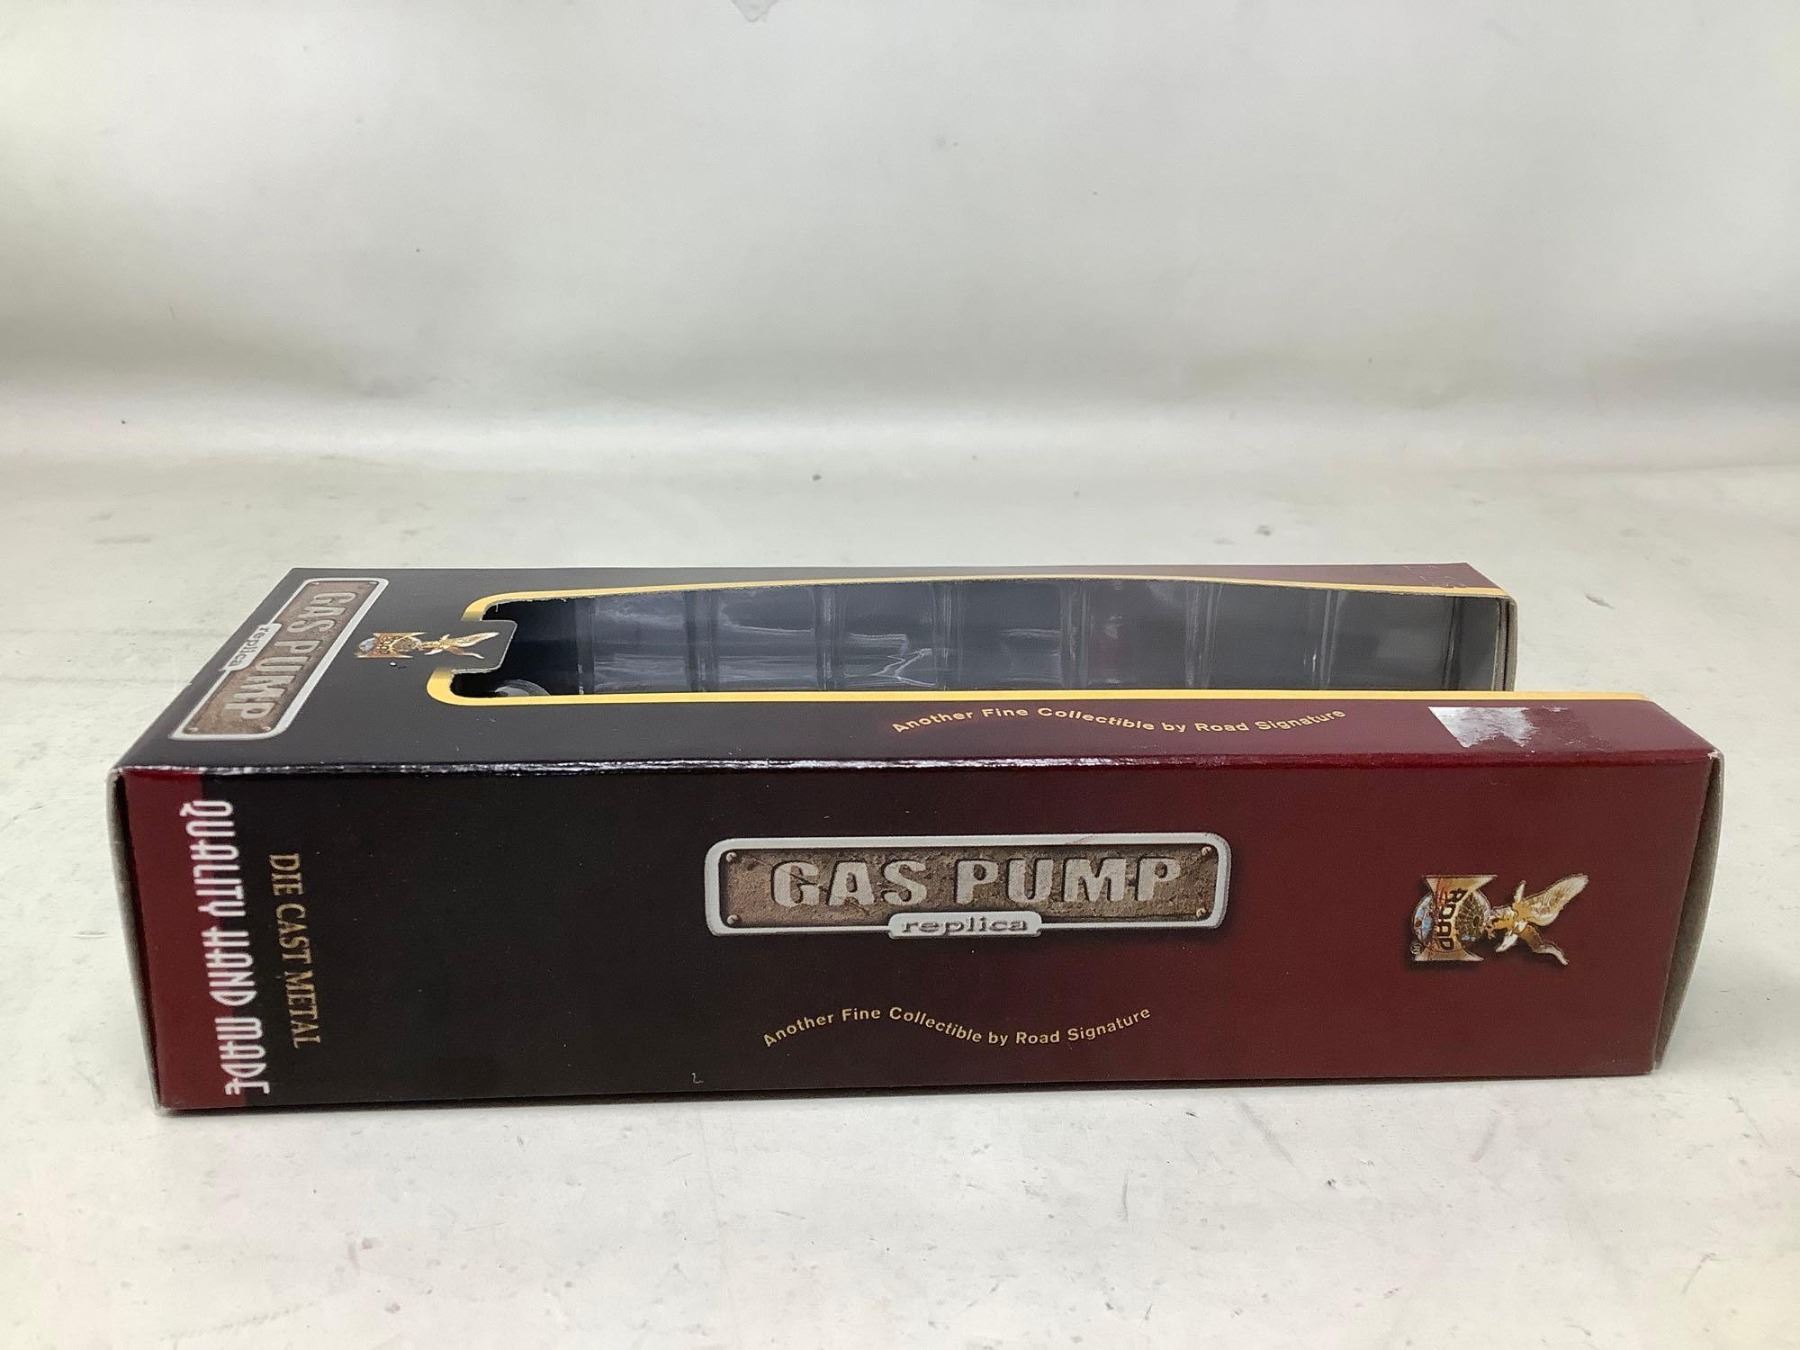 GAS PUMP
replica
Another Fine Collectible by Road Signature
QUALITY HAND MADE
DIE CAST METAL
GAS PUMP
replica
Another Fine Collectible by Road Signature
ROAD